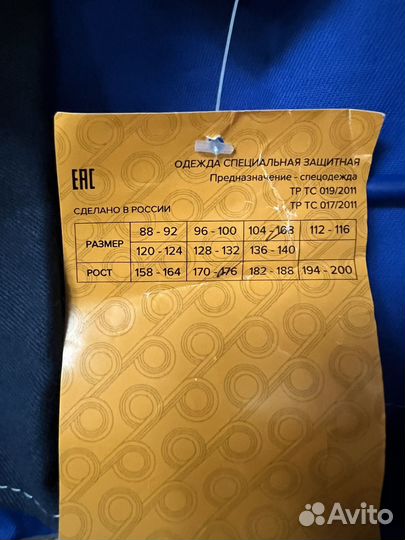 EAC
ОДЕЖДА СПЕЦИАЛЬНАЯ ЗАЩИТНАЯ
Предназначение - спецодежда
ТР ТС 019/2011
СДЕЛАНО В РОССИИ ТР ТС 017/2011
РАЗМЕР 88 - 92 96 - 100 104 - 108 112 - 116
120 - 124 128 - 132 136 - 140
РОСТ 158 - 164 170 - 176 182 - 188 194 - 200
Avito